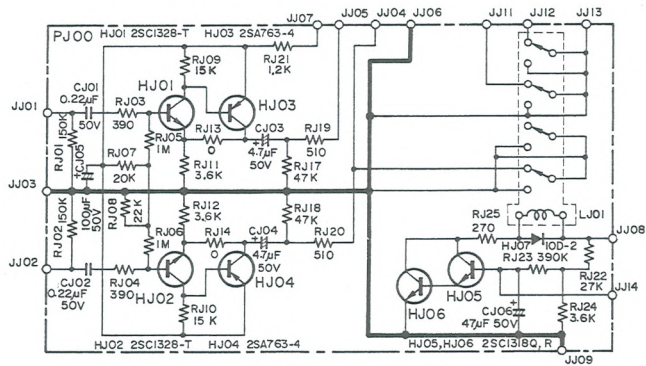 JJ07 JJ05 JJ04 JJ06 JJ11 JJ12 JJ13
PJ00 HJ01 2SC1328-T HJ03 2SA763-4
RJ09
15K
RJ21
1,2K
HJ01
HJ03
CJ01
0.22µF
50V
RJ03
390
JJ01
RJ01 150K
CJ05
100µF
50V
RJ05
1M
RJ07
20K
RJ13
0
CJ03
4.7µF
50V
RJ19
510
RJ11
3.6K
RJ17
47K
JJ03
RJ02 150K
RJ08
22K
RJ12
3.6K
RJ18
47K
RJ06
1M
RJ14
0
CJ04
4.7µF
50V
RJ20
510
JJ02
CJ02
0.22µF
50V
RJ04
390
HJ02
HJ04
RJ10
15K
HJ02 2SC1328-T HJ04 2SA763-4
LJ01
RJ25
270
HJ07 10D-2
JJ08
RJ23 390K
RJ22
27K
HJ05
HJ06
JJ14
CJ06
47µF 50V
RJ24
3.6K
HJ05,HJ06 2SC1318Q,R
JJ09